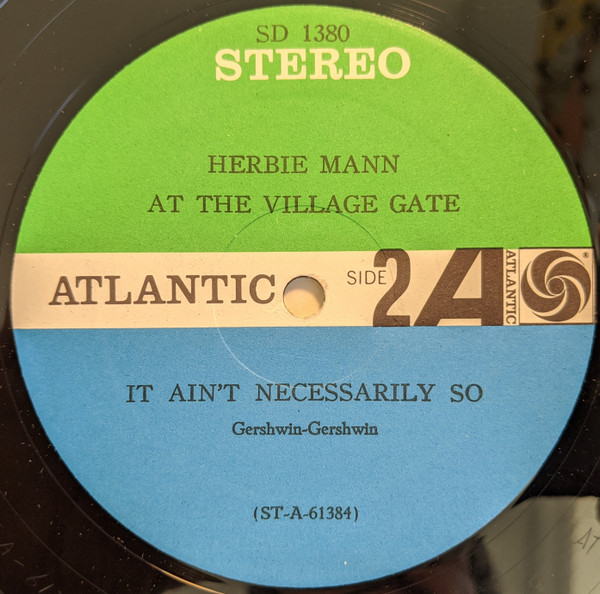 SD 1380
STEREO
HERBIE MANN
AT THE VILLAGE GATE
ATLANTIC
SIDE 2
A
ATLANTIC
®
IT AIN'T NECESSARILY SO
Gershwin-Gershwin
(ST-A-61384)